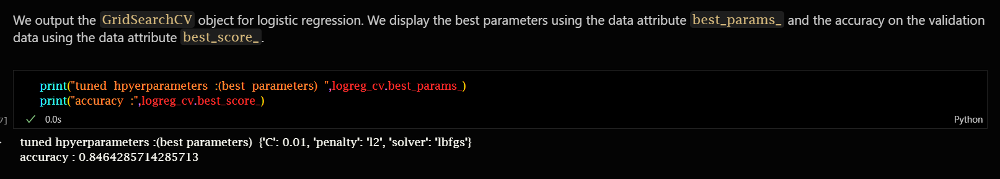 We output the GridSearchCV object for logistic regression. We display the best parameters using the data attribute best_params_ and the accuracy on the validation
data using the data attribute best_score_.
print("tuned hpyerparameters :(best parameters) ",logreg_cv.best_params_)
print("accuracy :",logreg_cv.best_score_)
7] ✓ 0.0s Python
tuned hpyerparameters :(best parameters) {'C': 0.01, 'penalty': 'l2', 'solver': 'lbfgs'}
accuracy : 0.8464285714285713